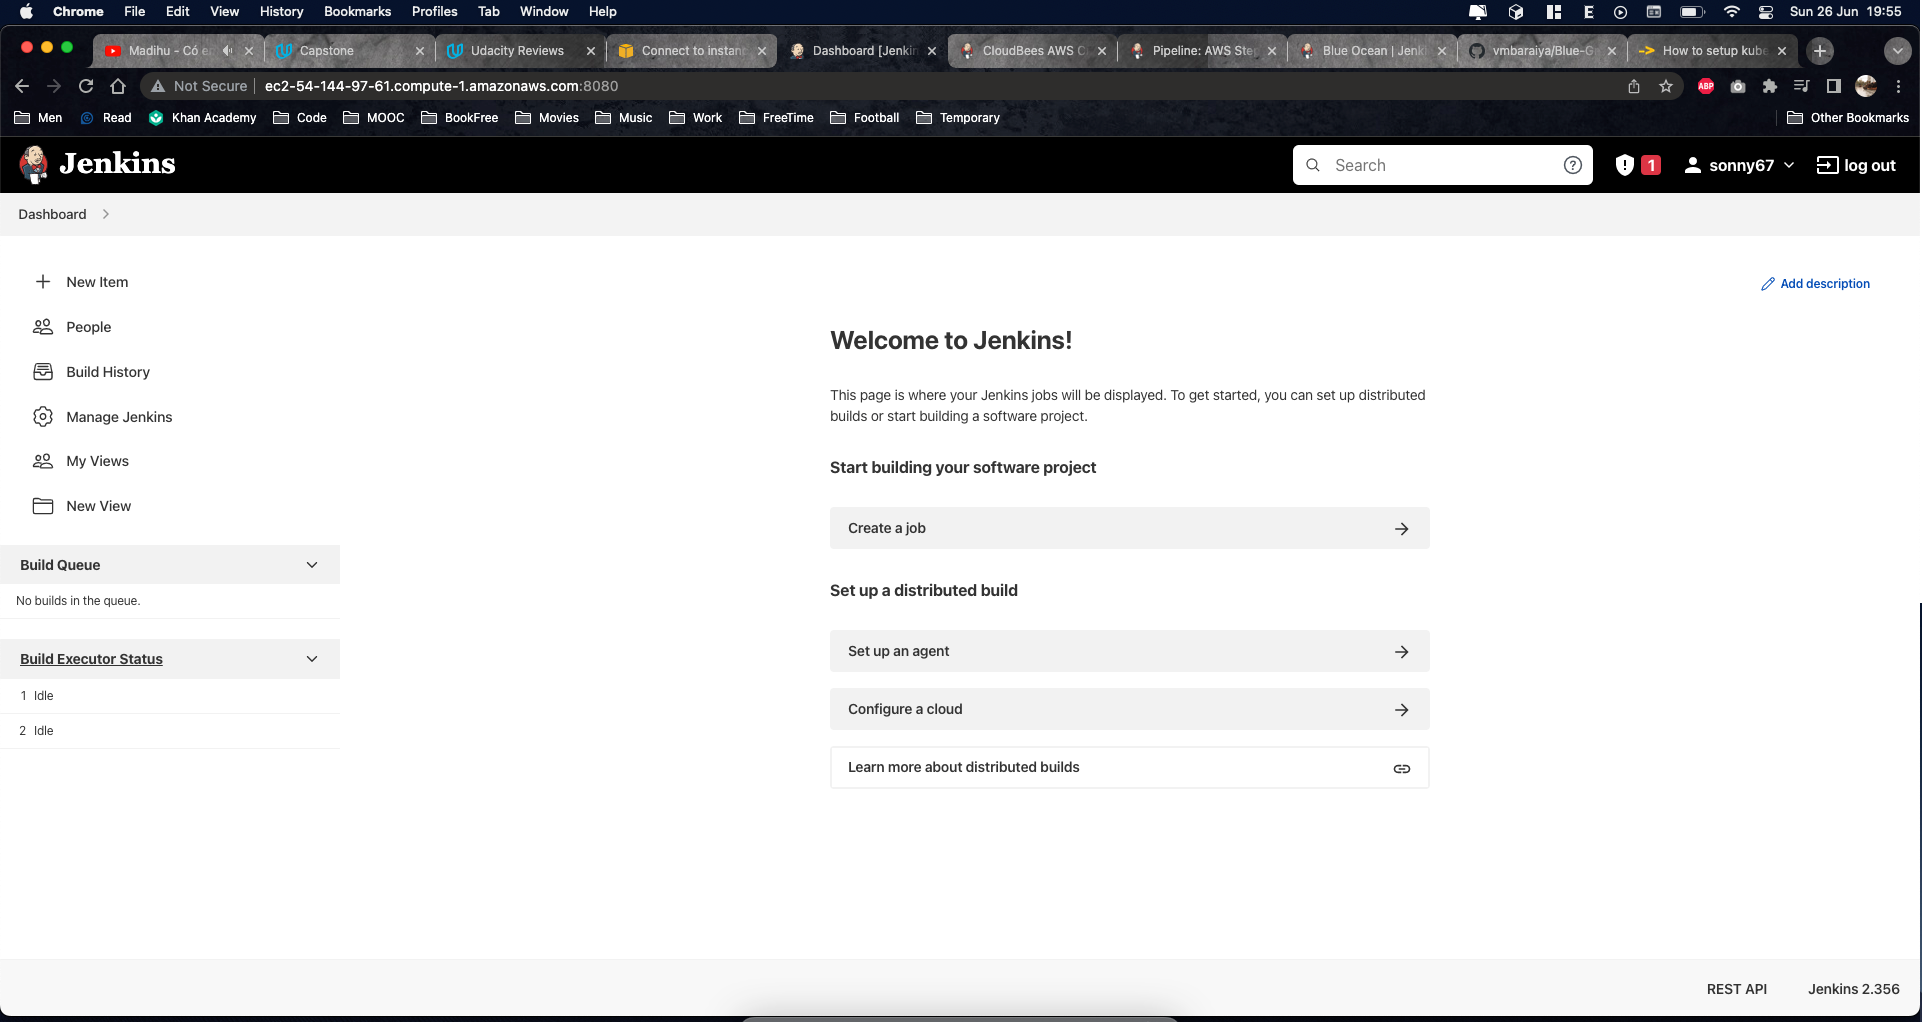 Chrome File Edit View History Bookmarks Profiles Tab Window Help
E Sun 26 Jun 19:55
Madihu - Có
Capstone
Udacity Reviews
Connect to instan
Dashboard [Jenkin
CloudBees AWS C
Pipeline: AWS Step
Blue Ocean | Jenki
vmbaraiya/Blue-G
How to setup kube
Not Secure ec2-54-144-97-61.compute-1.amazonaws.com:8080
ABP
Men Read Khan Academy Code MOOC BookFree Movies Music Work FreeTime Football Temporary Other Bookmarks
Jenkins
Search
1
sonny67
log out
Dashboard
New Item
People
Build History
Manage Jenkins
My Views
New View
Build Queue
No builds in the queue.
Build Executor Status
1 Idle
2 Idle
Add description
Welcome to Jenkins!
This page is where your Jenkins jobs will be displayed. To get started, you can set up distributed
builds or start building a software project.
Start building your software project
Create a job
Set up a distributed build
Set up an agent
Configure a cloud
Learn more about distributed builds
REST API Jenkins 2.356